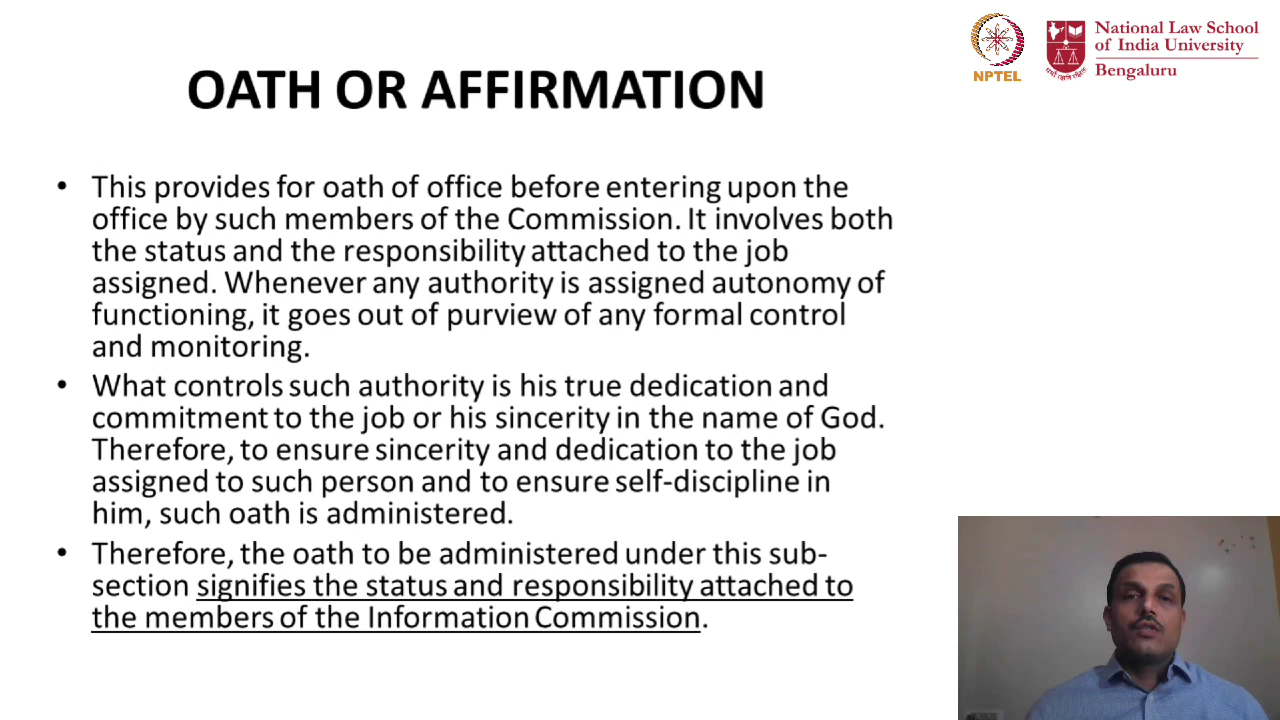 National Law School
of India University
NPTEL
Bengaluru
OATH OR AFFIRMATION
• This provides for oath of office before entering upon the
office by such members of the Commission. It involves both
the status and the responsibility attached to the job
assigned. Whenever any authority is assigned autonomy of
functioning, it goes out of purview of any formal control
and monitoring.
• What controls such authority is his true dedication and
commitment to the job or his sincerity in the name of God.
Therefore, to ensure sincerity and dedication to the job
assigned to such person and to ensure self-discipline in
him, such oath is administered.
• Therefore, the oath to be administered under this sub-
section signifies the status and responsibility attached to
the members of the Information Commission.